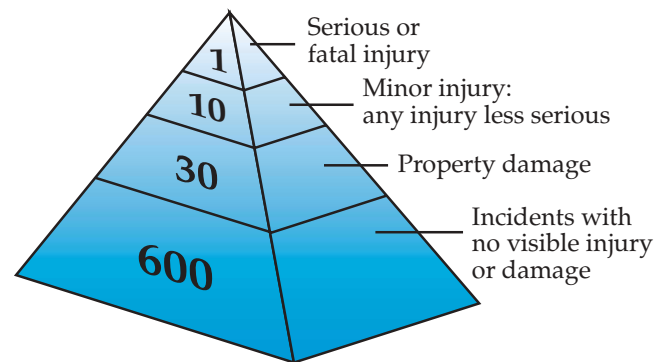 1
10
30
600
Serious or
fatal injury
Minor injury:
any injury less serious
Property damage
Incidents with
no visible injury
or damage